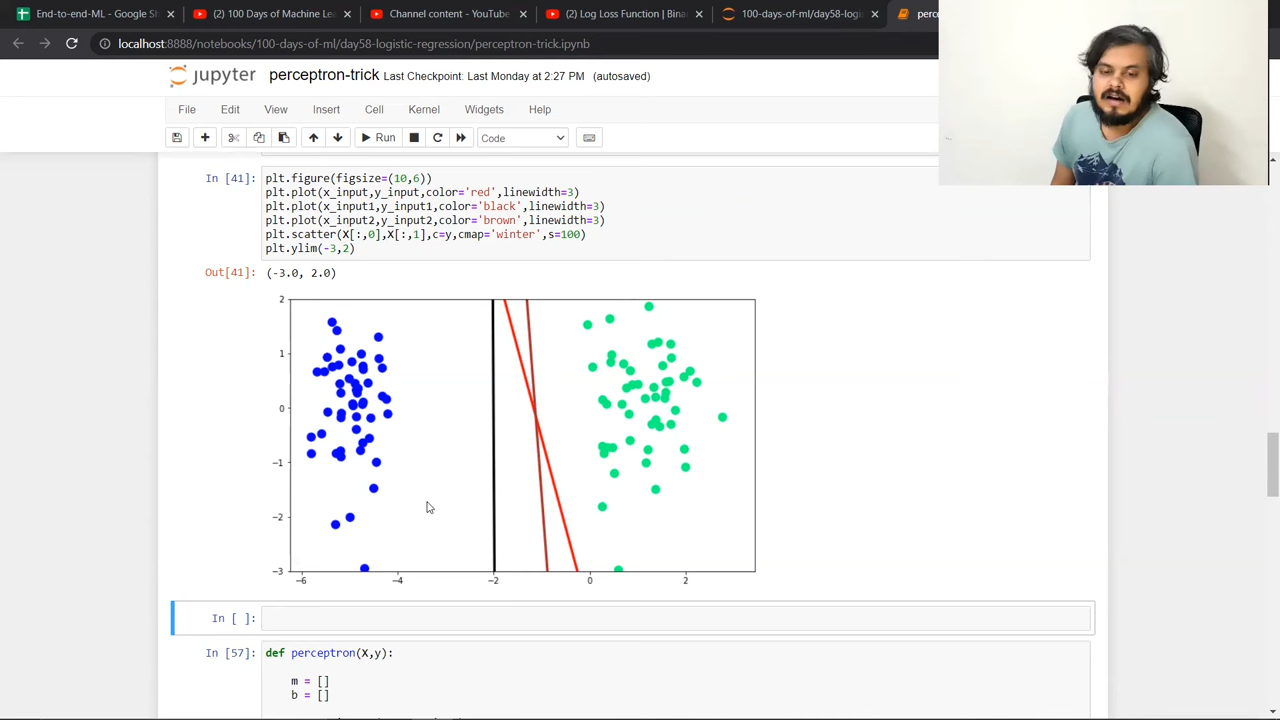 End-to-end-ML - Google Sh
(2) 100 Days of Machine Le
Channel content - YouTube
(2) Log Loss Function | Bina
100-days-of-ml/day58-logi
perc
localhost:8888/notebooks/100-days-of-ml/day58-logistic-regression/perceptron-trick.ipynb
jupyter perceptron-trick Last Checkpoint: Last Monday at 2:27 PM (autosaved)
File Edit View Insert Cell Kernel Widgets Help
Run Code
In [41]: plt.figure(figsize=(10,6))
plt.plot(x_input,y_input,color='red',linewidth=3)
plt.plot(x_input1,y_input1,color='black',linewidth=3)
plt.plot(x_input2,y_input2,color='brown',linewidth=3)
plt.scatter(X[:,0],X[:,1],c=y,cmap='winter',s=100)
plt.ylim(-3,2)
Out[41]: (-3.0, 2.0)
2
1
0
−1
−2
−3
−6 −4 −2 0 2
In [ ]:
In [57]: def perceptron(X,y):
m = []
b = []